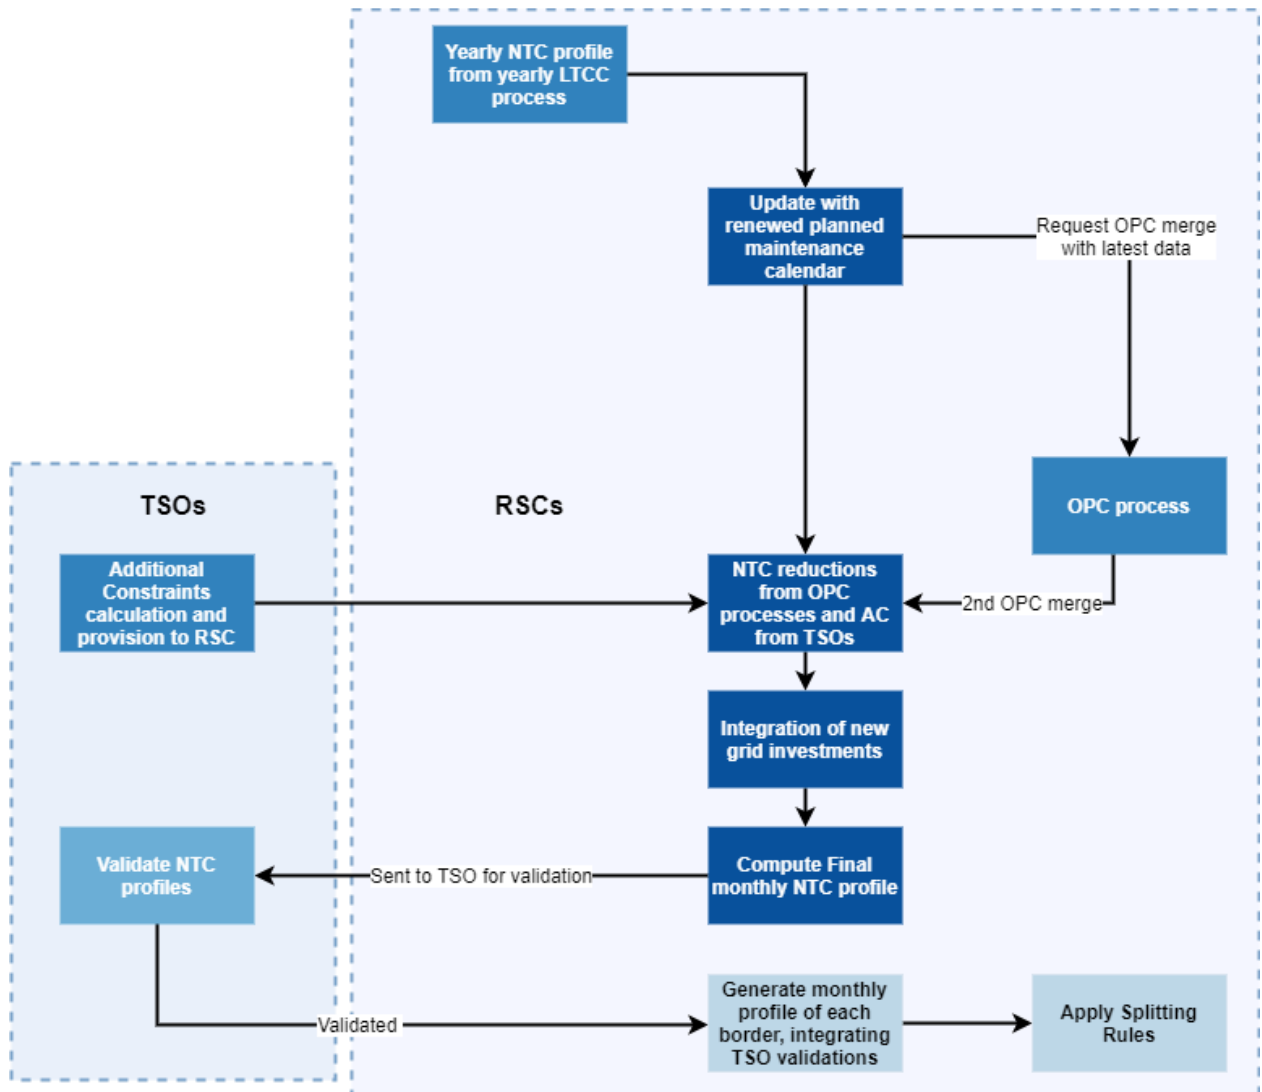 Yearly NTC profile
from yearly LTCC
process
Update with
renewed planned
maintenance
calendar
Request OPC merge
with latest data
TSOs
RSCs
OPC process
Additional
Constraints
calculation and
provision to RSC
NTC reductions
from OPC
processes and AC
from TSOs
2nd OPC merge
Integration of new
grid investments
Validate NTC
profiles
Sent to TSO for validation
Compute Final
monthly NTC profile
Validated
Generate monthly
profile of each
border, integrating
TSO validations
Apply Splitting
Rules